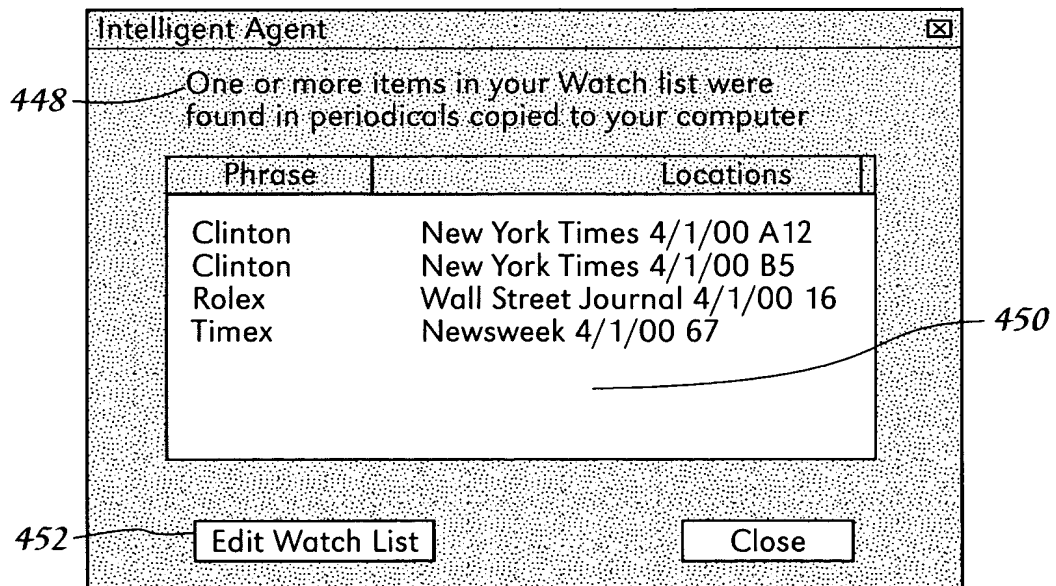 Intelligent Agent
448
One or more items in your Watch list were
found in periodicals copied to your computer
Phrase Locations
Clinton New York Times 4/1/00 A12
Clinton New York Times 4/1/00 B5
Rolex Wall Street Journal 4/1/00 16
Timex Newsweek 4/1/00 67
450
452
Edit Watch List Close